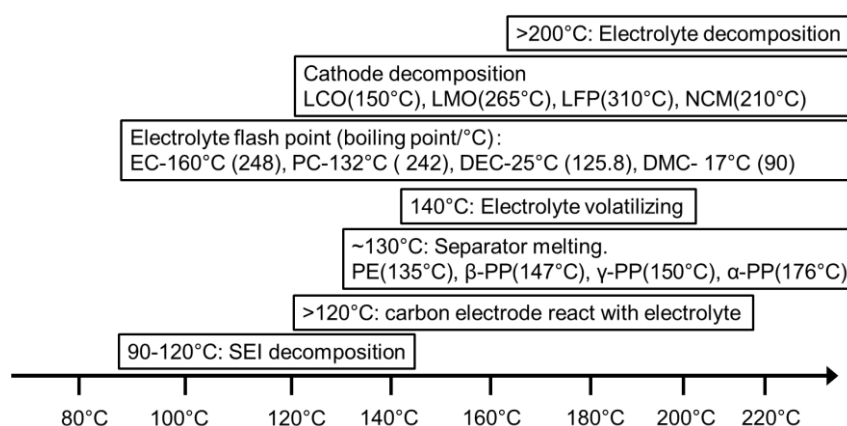 >200°C: Electrolyte decomposition
Cathode decomposition
LCO(150°C), LMO(265°C), LFP(310°C), NCM(210°C)
Electrolyte flash point (boiling point/°C) :
EC-160°C (248), PC-132°C ( 242), DEC-25°C (125.8), DMC- 17°C (90)
140°C: Electrolyte volatilizing
~130°C: Separator melting.
PE(135°C), β-PP(147°C), γ-PP(150°C), α-PP(176°C)
>120°C: carbon electrode react with electrolyte
90-120°C: SEI decomposition
80°C 100°C 120°C 140°C 160°C 180°C 200°C 220°C